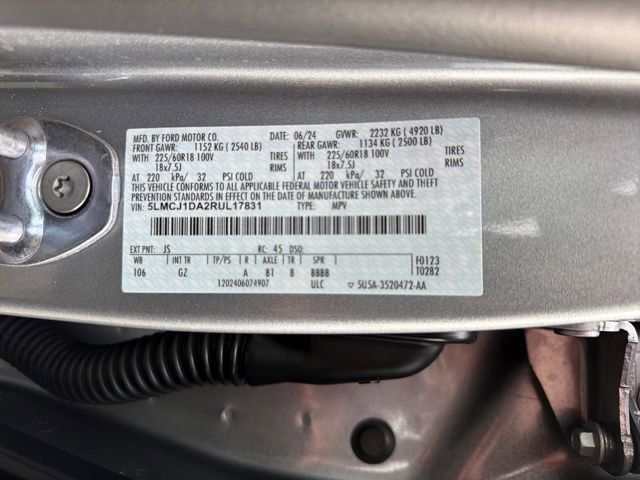 MFD. BY FORD MOTOR CO. 06/24 GVWR: 2232 KG ( 4920 LB)
FRONT GAWR: 1152 KG ( 2540 LB) REAR GAWR: 1134 KG ( 2500 LB)
WITH 225/60R18 100V TIRES WITH 225/60R18 100V TIRES
18x7.5J RIMS 18x7.5J RIMS
AT 220 kPa/ 32 PSI COLD AT 220 kPa/ 32 PSI COLD
THIS VEHICLE CONFORMS TO ALL APPLICABLE FEDERAL MOTOR VEHICLE SAFETY AND THEFT
PREVENTION STANDARDS IN EFFECT ON THE DATE OF MANUFACTURE SHOWN ABOVE.
VIN: 5LMCJ1DA2RUL17831 TYPE: MPV
EXT PNT: JS RC: 45 DSO:
WB INT TR TP/PS R AXLE TR SPR F0123
106 GZ A B1 B BBBB T0282
1202406074907 ULC ▽ 5U5A-3520472-AA